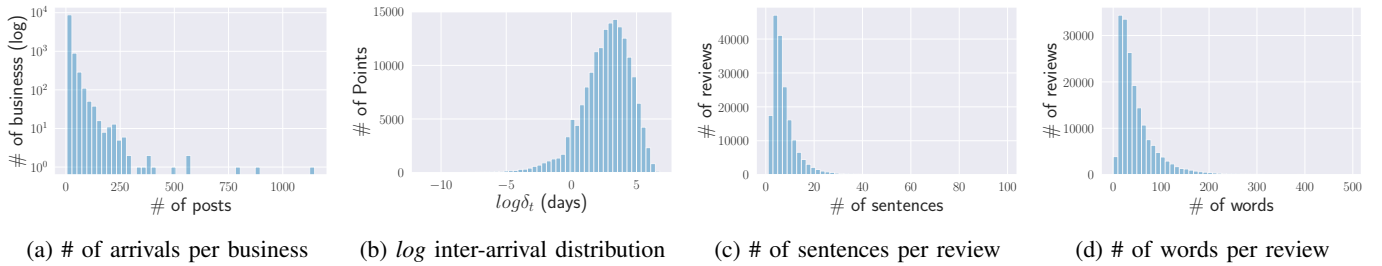 10^4
10^3
10^2
10^1
10^0
# of businesss (log)
0 250 500 750 1000
# of posts
(a) # of arrivals per business
15000
10000
5000
0
# of Points
−10 −5 0 5
logδ_t (days)
(b) log inter-arrival distribution
40000
30000
20000
10000
0
# of reviews
0 20 40 60 80 100
# of sentences
(c) # of sentences per review
30000
20000
10000
0
# of reviews
0 100 200 300 400 500
# of words
(d) # of words per review